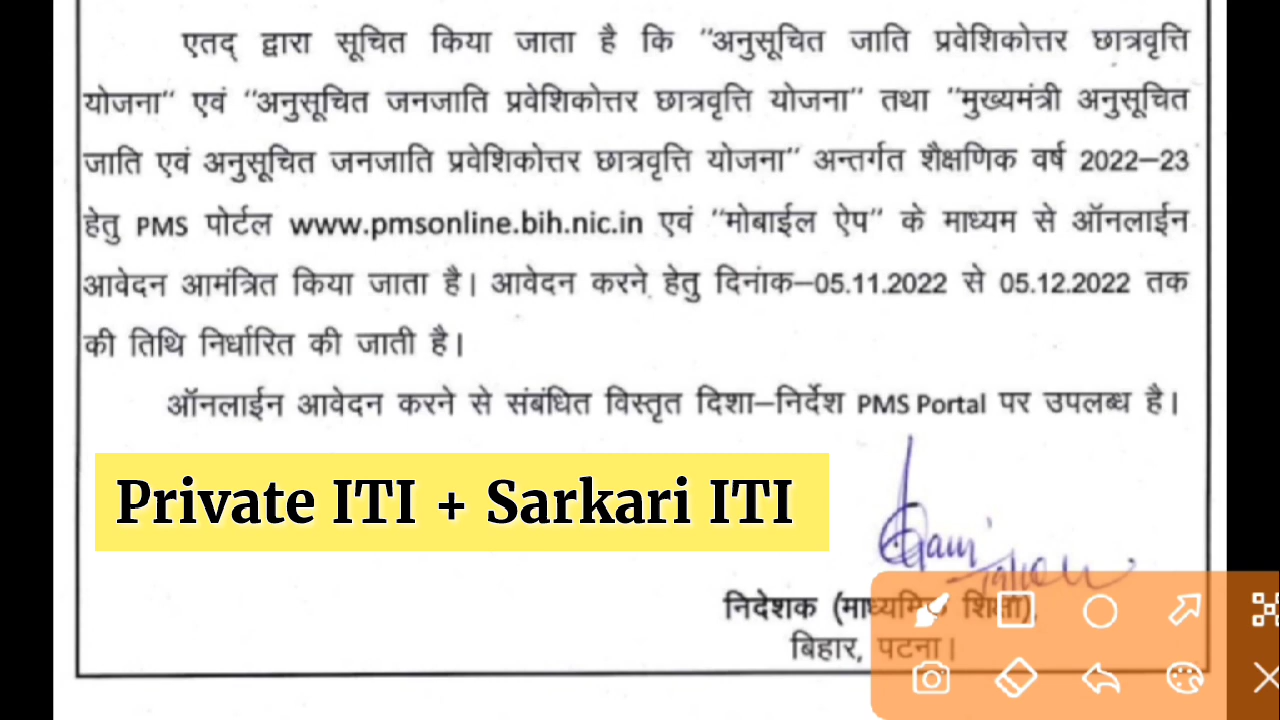 एतद् द्वारा सूचित किया जाता है कि "अनुसूचित जाति प्रवेशिकोत्तर छात्रवृत्ति
योजना" एवं "अनुसूचित जनजाति प्रवेशिकोत्तर छात्रवृत्ति योजना" तथा "मुख्यमंत्री अनुसूचित
जाति एवं अनुसूचित जनजाति प्रवेशिकोत्तर छात्रवृत्ति योजना" अन्तर्गत शैक्षणिक वर्ष 2022–23
हेतु PMS पोर्टल www.pmsonline.bih.nic.in एवं "मोबाईल ऐप" के माध्यम से ऑनलाईन
आवेदन आमंत्रित किया जाता है। आवेदन करने हेतु दिनांक–05.11.2022 से 05.12.2022 तक
की तिथि निर्धारित की जाती है।
ऑनलाईन आवेदन करने से संबंधित विस्तृत दिशा–निर्देश PMS Portal पर उपलब्ध है।
Private ITI + Sarkari ITI
निदेशक (माध्यमिक शिक्षा),
बिहार, पटना।